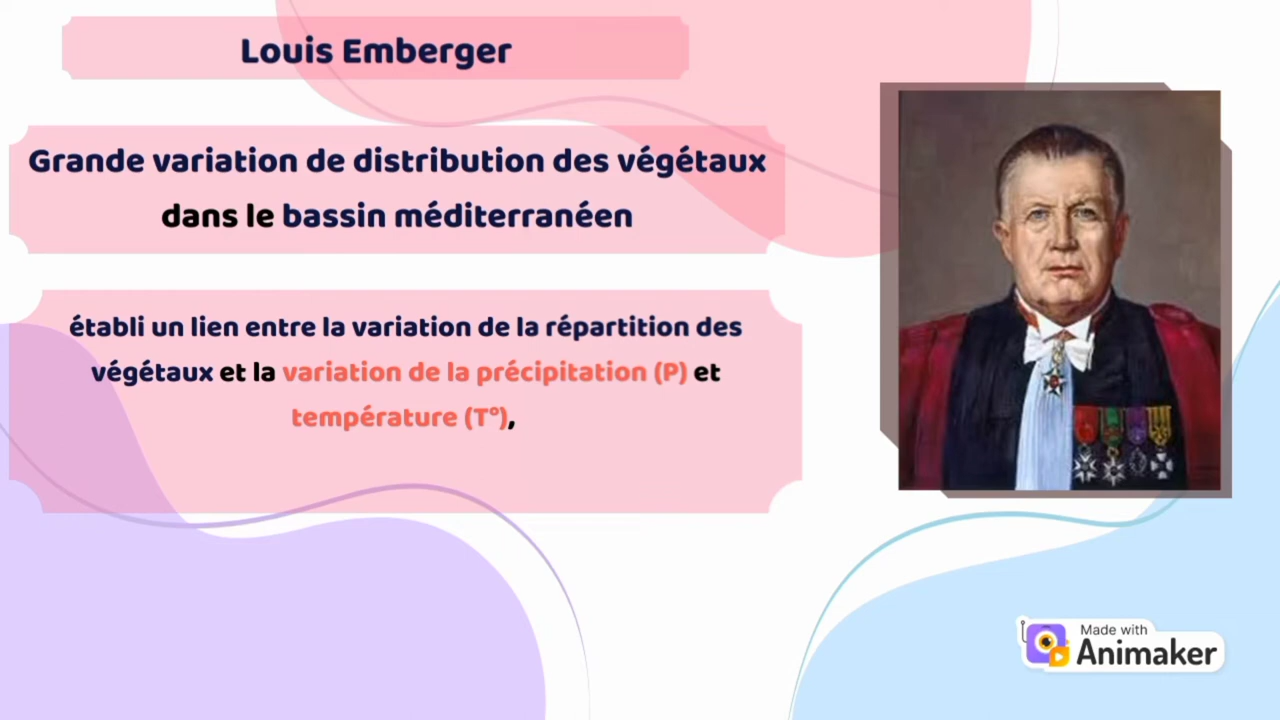 Louis Emberger
Grande variation de distribution des végétaux
dans le bassin méditerranéen
établi un lien entre la variation de la répartition des
végétaux et la variation de la précipitation (P) et
température (T°),
Made with
Animaker